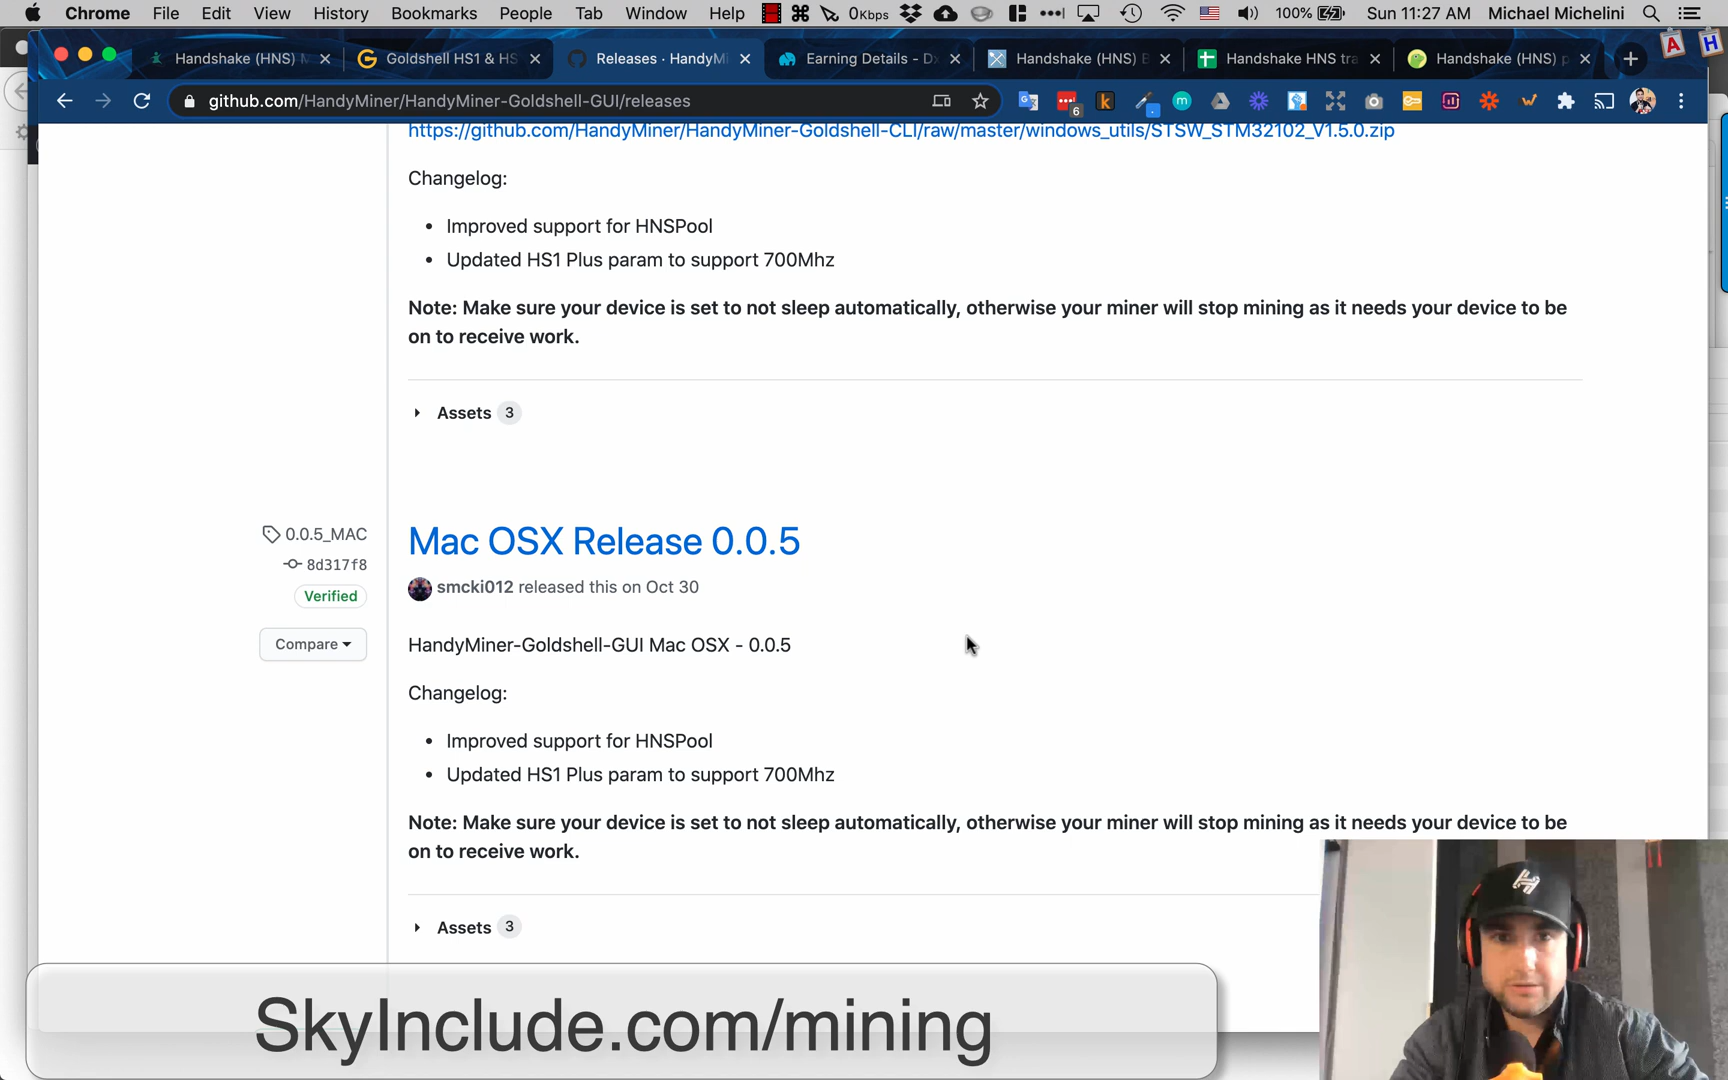 Chrome File Edit View History Bookmarks People Tab Window Help 0Kbps 100% Sun 11:27 AM Michael Michelini
Handshake (HNS) M Goldshell HS1 & HS Releases · HandyMi Earning Details - Dx Handshake (HNS) B Handshake HNS tra Handshake (HNS) p
A H
github.com/HandyMiner/HandyMiner-Goldshell-GUI/releases
6
https://github.com/HandyMiner/HandyMiner-Goldshell-CLI/raw/master/windows_utils/STSW_STM32102_V1.5.0.zip
Changelog:
• Improved support for HNSPool
• Updated HS1 Plus param to support 700Mhz
Note: Make sure your device is set to not sleep automatically, otherwise your miner will stop mining as it needs your device to be
on to receive work.
Assets 3
0.0.5_MAC
8d317f8
Verified
Compare
Mac OSX Release 0.0.5
smcki012 released this on Oct 30
HandyMiner-Goldshell-GUI Mac OSX - 0.0.5
Changelog:
• Improved support for HNSPool
• Updated HS1 Plus param to support 700Mhz
Note: Make sure your device is set to not sleep automatically, otherwise your miner will stop mining as it needs your device to be
on to receive work.
Assets 3
SkyInclude.com/mining